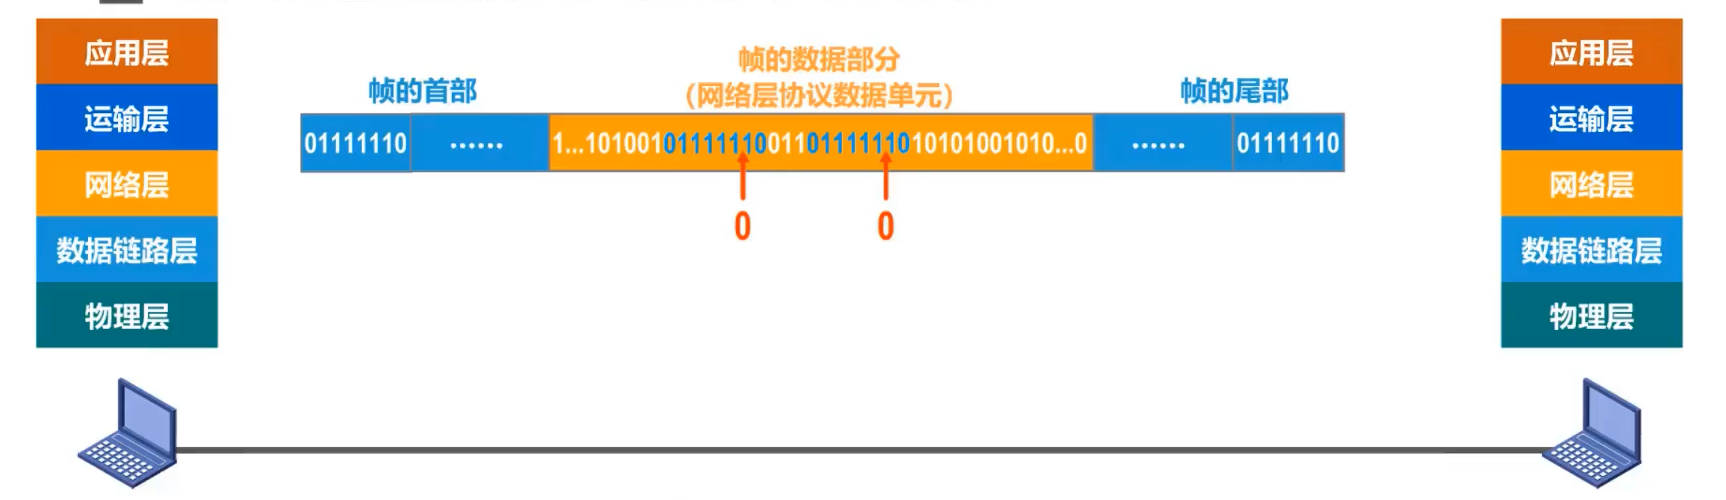 应用层
运输层
网络层
数据链路层
物理层
帧的首部
帧的数据部分
（网络层协议数据单元）
帧的尾部
01111110 …… 1…101001011111100110111111010101001010…0 …… 01111110
0 0
应用层
运输层
网络层
数据链路层
物理层